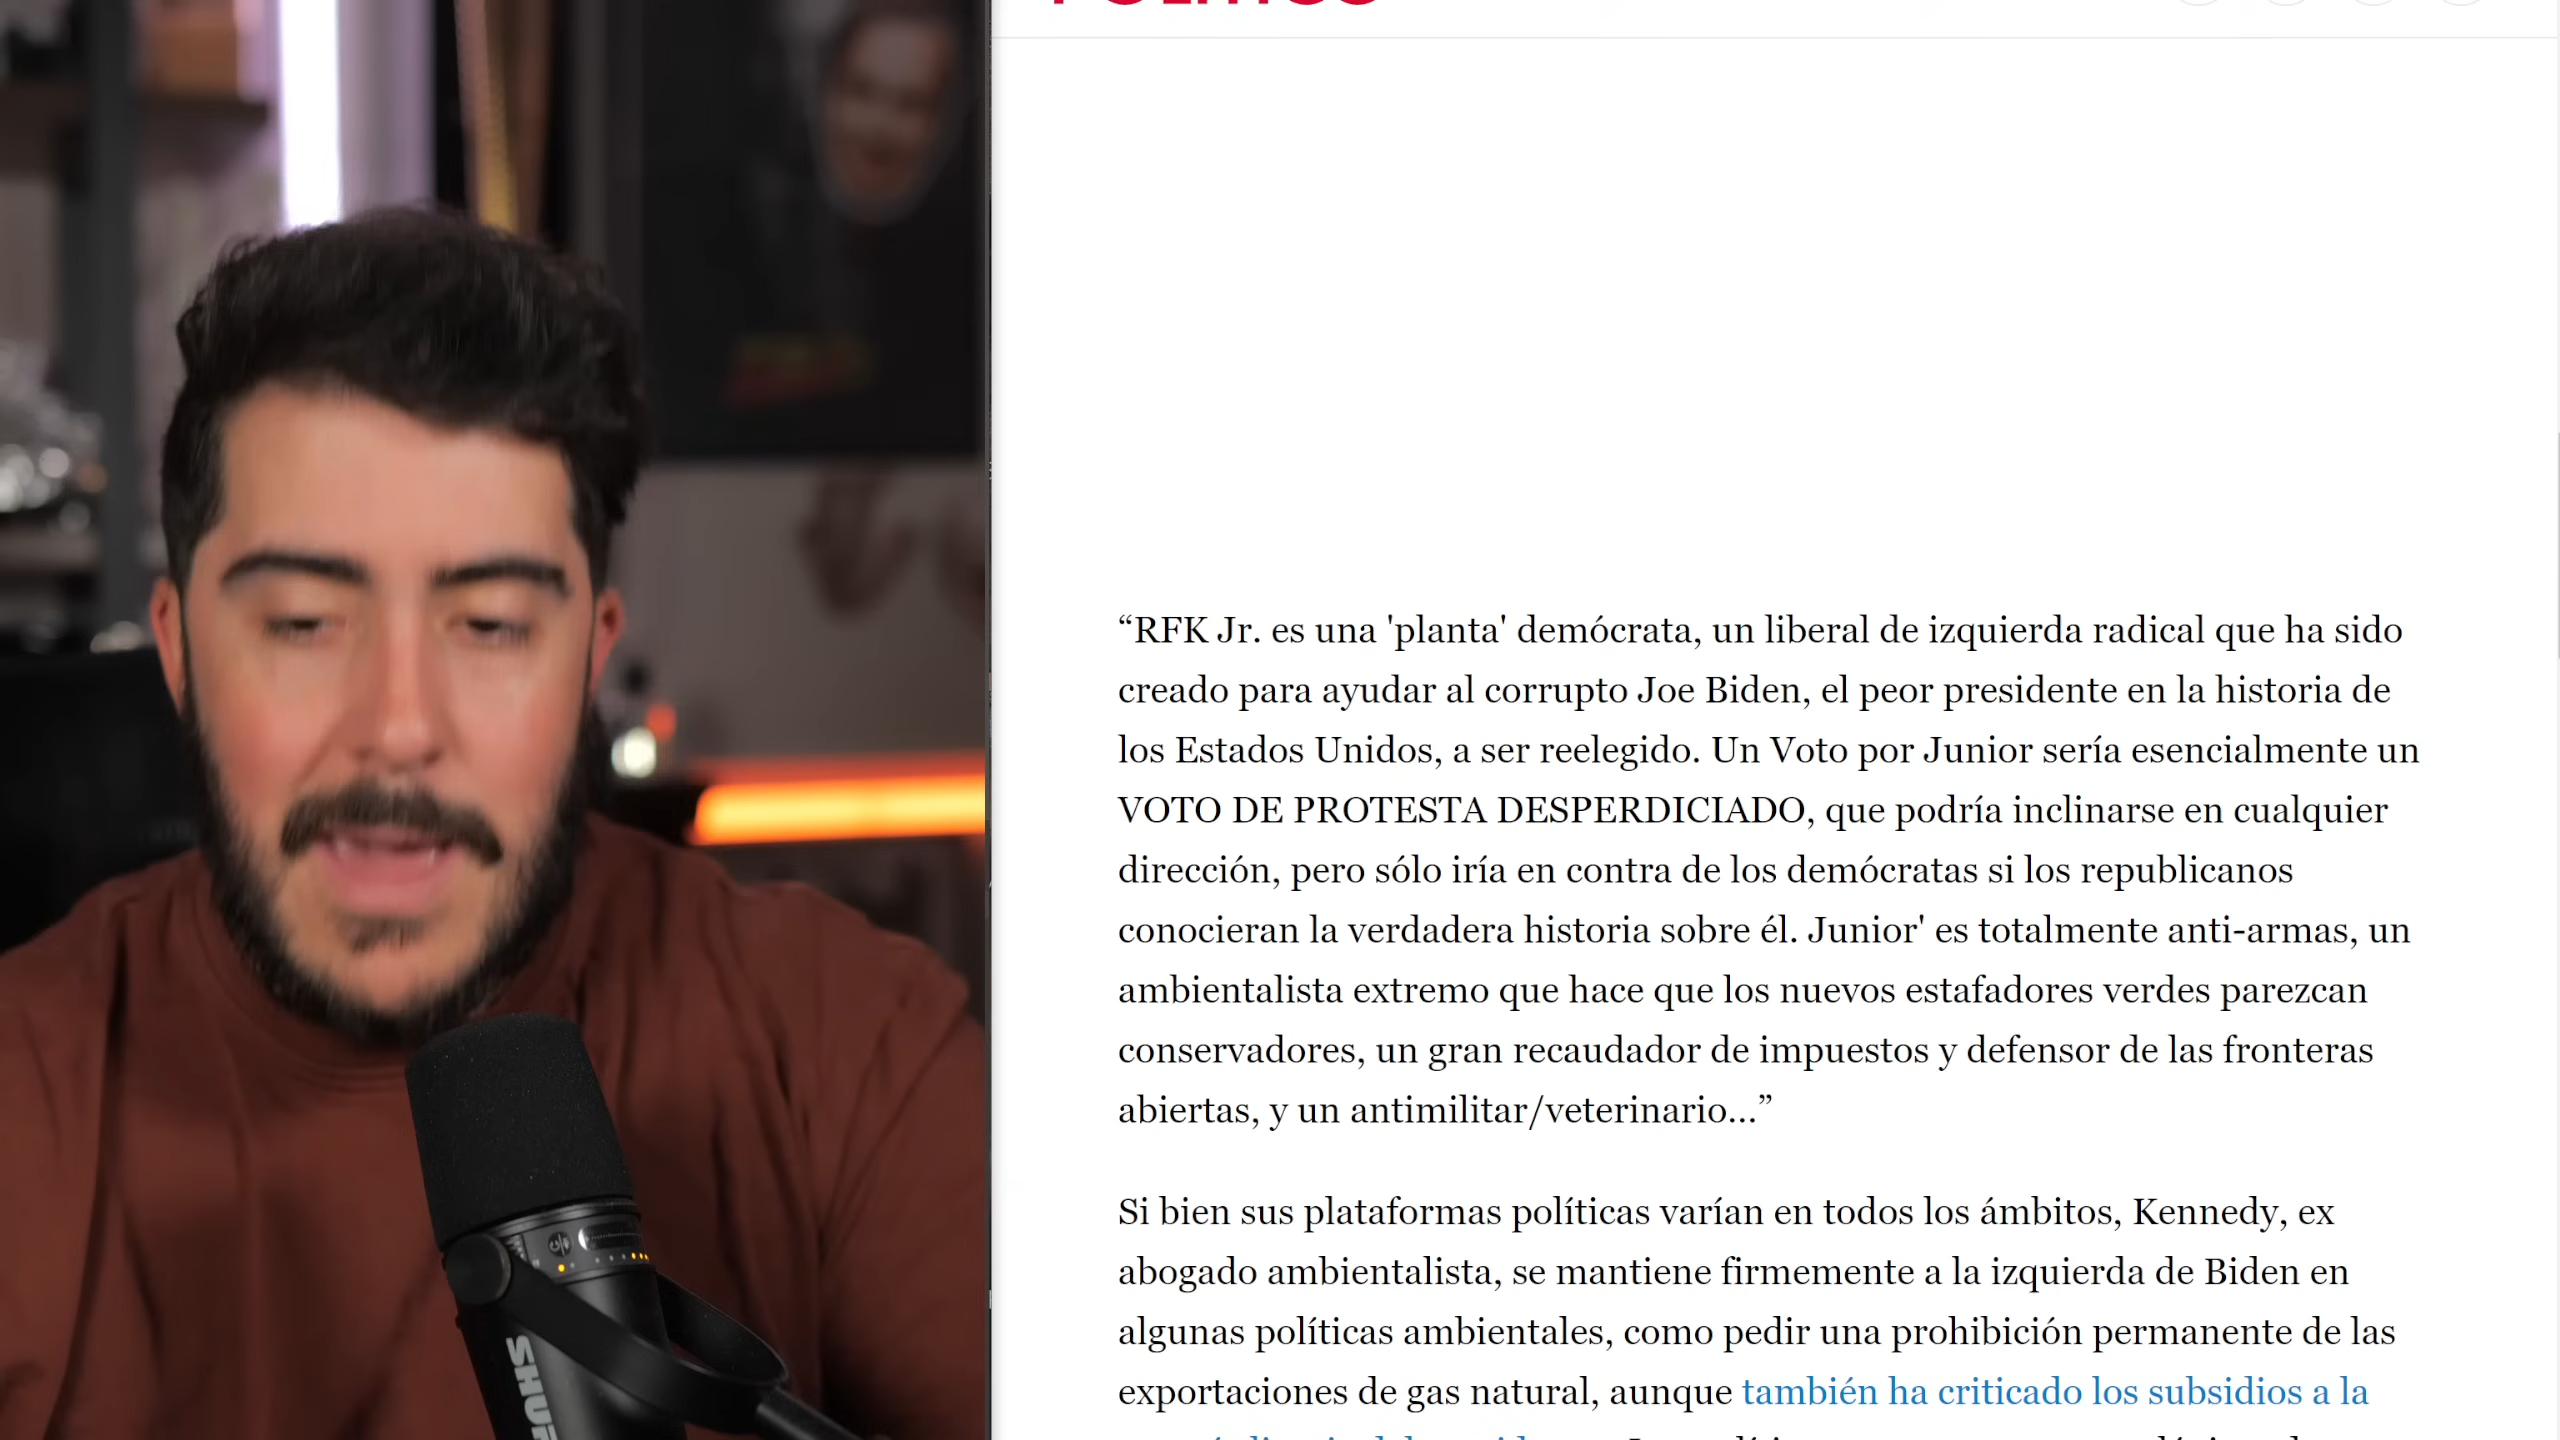 “RFK Jr. es una 'planta' demócrata, un liberal de izquierda radical que ha sido
creado para ayudar al corrupto Joe Biden, el peor presidente en la historia de
los Estados Unidos, a ser reelegido. Un Voto por Junior sería esencialmente un
VOTO DE PROTESTA DESPERDICIADO, que podría inclinarse en cualquier
dirección, pero sólo iría en contra de los demócratas si los republicanos
conocieran la verdadera historia sobre él. Junior' es totalmente anti-armas, un
ambientalista extremo que hace que los nuevos estafadores verdes parezcan
conservadores, un gran recaudador de impuestos y defensor de las fronteras
abiertas, y un antimilitar/veterinario...”
Si bien sus plataformas políticas varían en todos los ámbitos, Kennedy, ex
abogado ambientalista, se mantiene firmemente a la izquierda de Biden en
algunas políticas ambientales, como pedir una prohibición permanente de las
exportaciones de gas natural, aunque también ha criticado los subsidios a la